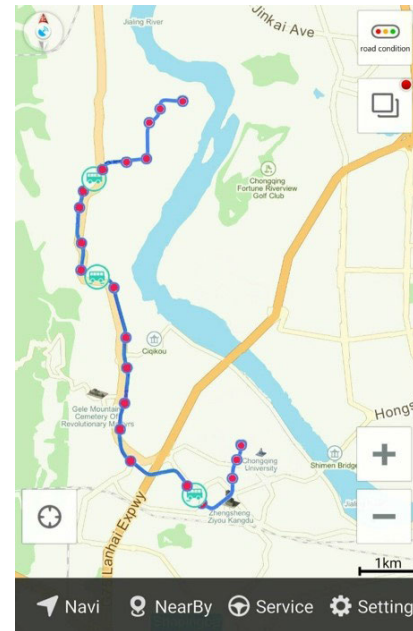 Jialing River
Jinkai Ave
road condition
Chongqing
Fortune Riverview
Golf Club
Ciqikou
Gele Mountain
Cemetery Of
Revolutionary Martyrs
Hongs
Chongqing
University
Shimen Bridge
Zhengsheng
Ziyou Kangdu
Lanhai Expwy
1km
Navi
NearBy
Service
Setting